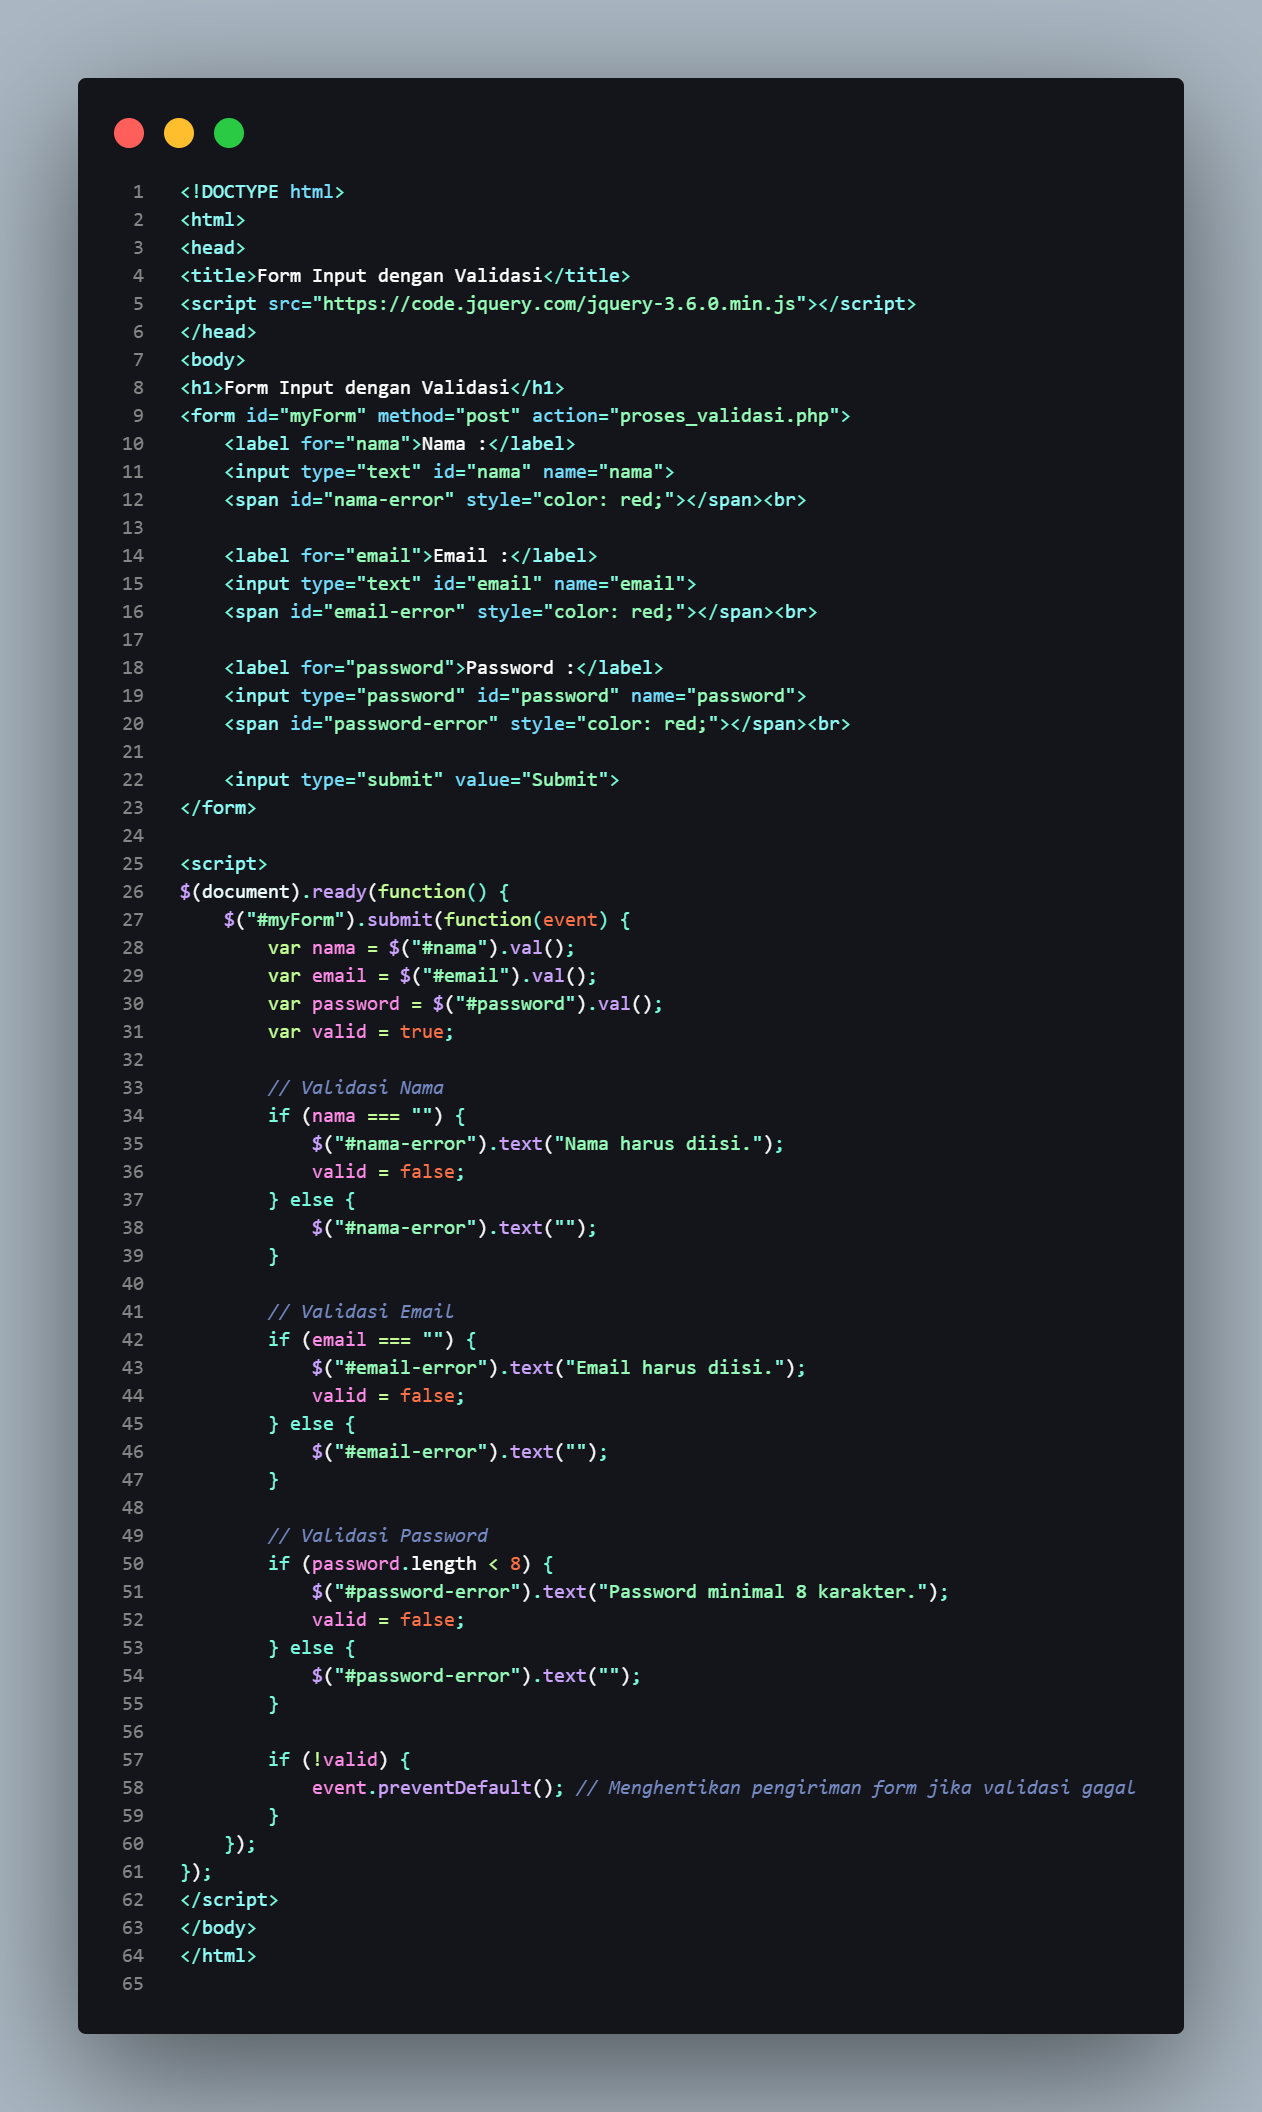 1 <!DOCTYPE html>
2 <html>
3 <head>
4 <title>Form Input dengan Validasi</title>
5 <script src="https://code.jquery.com/jquery-3.6.0.min.js"></script>
6 </head>
7 <body>
8 <h1>Form Input dengan Validasi</h1>
9 <form id="myForm" method="post" action="proses_validasi.php">
10     <label for="nama">Nama :</label>
11     <input type="text" id="nama" name="nama">
12     <span id="nama-error" style="color: red;"></span><br>
13
14     <label for="email">Email :</label>
15     <input type="text" id="email" name="email">
16     <span id="email-error" style="color: red;"></span><br>
17
18     <label for="password">Password :</label>
19     <input type="password" id="password" name="password">
20     <span id="password-error" style="color: red;"></span><br>
21
22     <input type="submit" value="Submit">
23 </form>
24
25 <script>
26 $(document).ready(function() {
27     $("#myForm").submit(function(event) {
28         var nama = $("#nama").val();
29         var email = $("#email").val();
30         var password = $("#password").val();
31         var valid = true;
32
33         // Validasi Nama
34         if (nama === "") {
35             $("#nama-error").text("Nama harus diisi.");
36             valid = false;
37         } else {
38             $("#nama-error").text("");
39         }
40
41         // Validasi Email
42         if (email === "") {
43             $("#email-error").text("Email harus diisi.");
44             valid = false;
45         } else {
46             $("#email-error").text("");
47         }
48
49         // Validasi Password
50         if (password.length < 8) {
51             $("#password-error").text("Password minimal 8 karakter.");
52             valid = false;
53         } else {
54             $("#password-error").text("");
55         }
56
57         if (!valid) {
58             event.preventDefault(); // Menghentikan pengiriman form jika validasi gagal
59         }
60     });
61 });
62 </script>
63 </body>
64 </html>
65